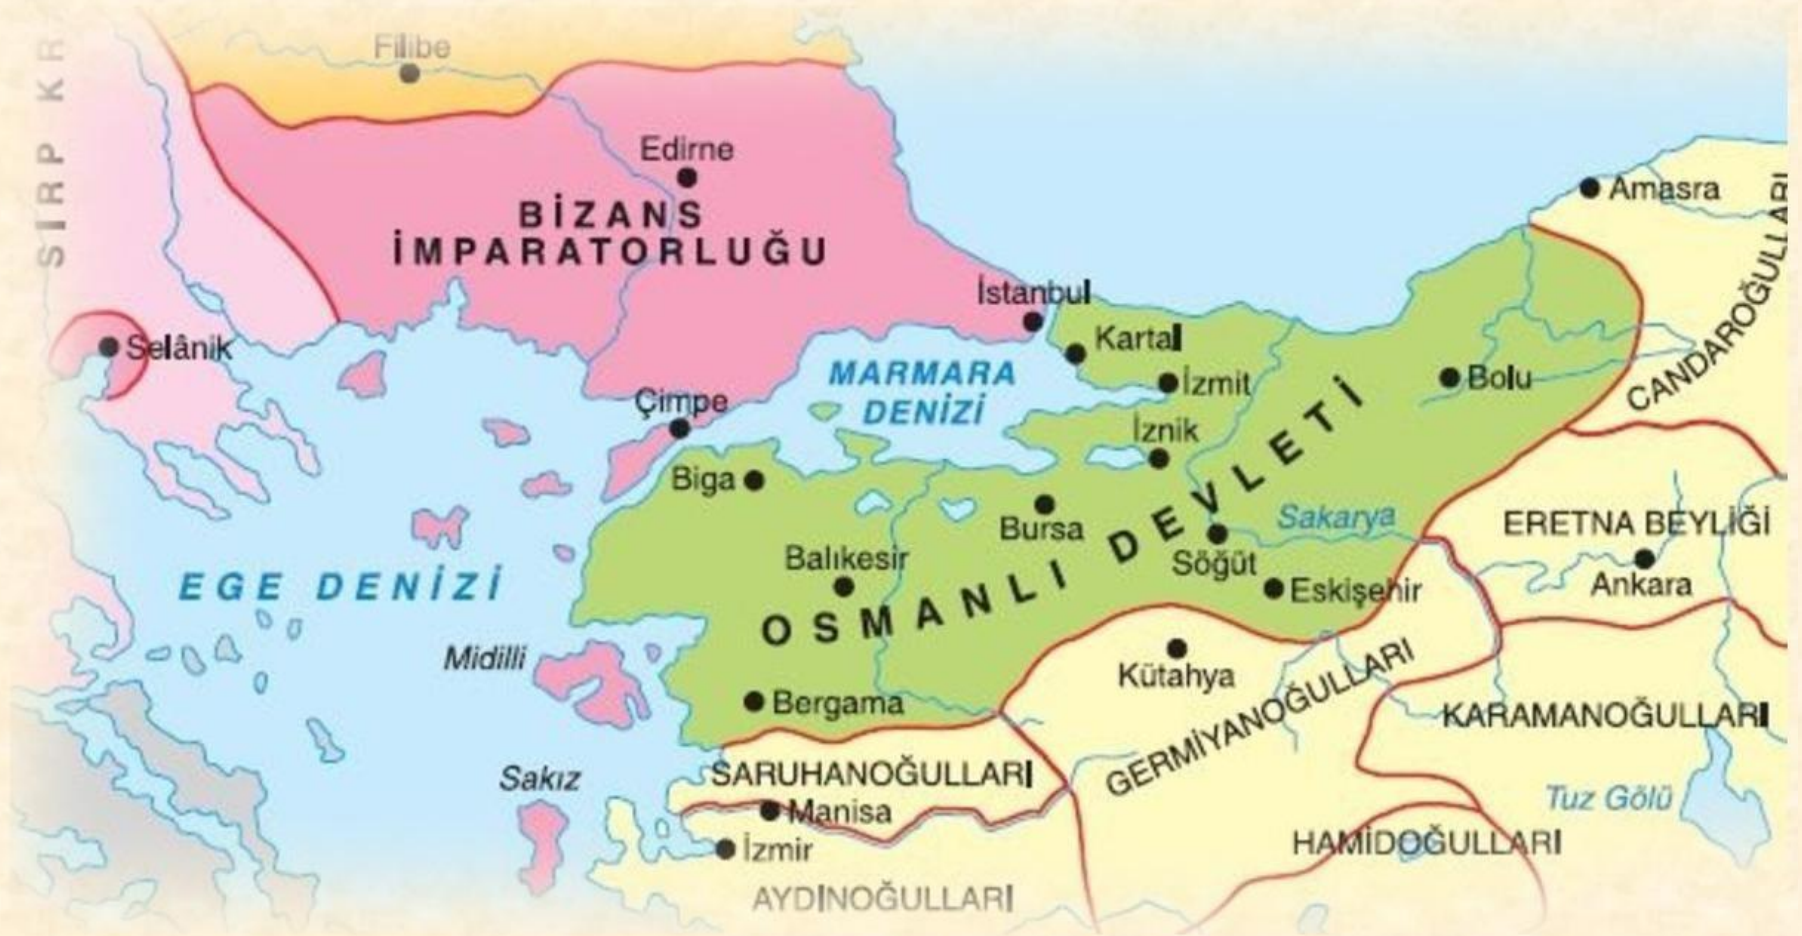 Filibe
SIRP KR
Edirne
BİZANS
İMPARATORLUĞU
Amasra
İstanbul
Kartal
Selânik
MARMARA
DENİZİ
İzmit
Bolu
CANDAROĞULLARI
Çimpe
İznik
Biga
Bursa
Sakarya
ERETNA BEYLİĞİ
Ankara
Balıkesir
Söğüt
Eskişehir
OSMANLI DEVLETİ
EGE DENİZİ
Midilli
Kütahya
Bergama
GERMİYANOĞULLARI
KARAMANOĞULLARI
SARUHANOĞULLARI
Sakız
Manisa
Tuz Gölü
İzmir
HAMİDOĞULLARI
AYDINOĞULLARI